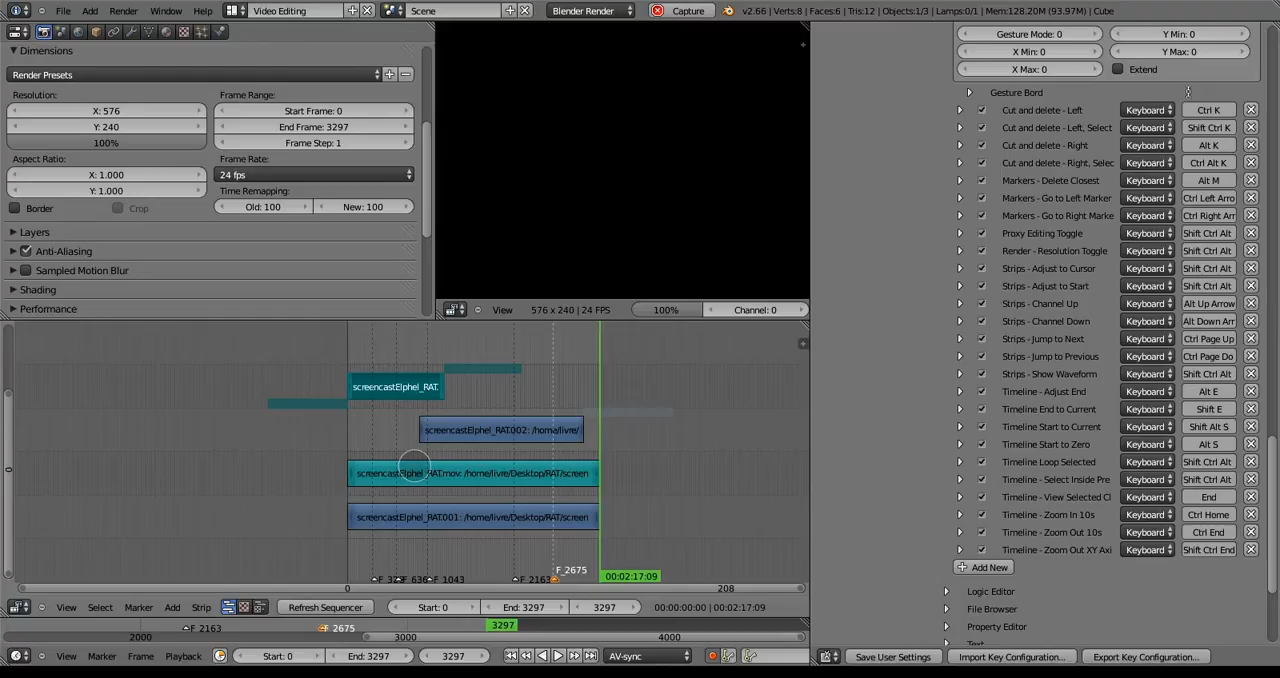 File Add Render Window Help Video Editing Scene Blender Render Capture v2.66 | Verts:8 | Faces:6 | Tris:12 | Objects:1/3 | Lamps:0/1 | Mem:128.20M (93.97M) | Cube
Dimensions
Render Presets
Resolution: Frame Range:
X: 576 Start Frame: 0
Y: 240 End Frame: 3297
100% Frame Step: 1
Aspect Ratio: Frame Rate:
X: 1.000 24 fps
Y: 1.000 Time Remapping:
Border Crop Old: 100 New: 100
Layers
Anti-Aliasing
Sampled Motion Blur
Shading
Performance
View 576 x 240 | 24 FPS 100% Channel: 0
screencastElphel_RAT.
screencastElphel_RAT.002: /home/livre/
screencastElphel_RAT.mov: /home/livre/Desktop/RAT/screen
screencastElphel_RAT.001: /home/livre/Desktop/RAT/screen
F_2675
F_1043 F_2163 00:02:17:09
0 208
View Select Marker Add Strip Refresh Sequencer Start: 0 End: 3297 3297 00:00:00:00 | 00:02:17:09
F_2163 F_2675 3297
2000 3000 4000
View Marker Frame Playback Start: 0 End: 3297 3297 AV-sync
Gesture Mode: 0 Y Min: 0
X Min: 0 Y Max: 0
X Max: 0 Extend
Gesture Bord
Cut and delete - Left Keyboard Ctrl K
Cut and delete - Left, Select Keyboard Shift Ctrl K
Cut and delete - Right Keyboard Alt K
Cut and delete - Right, Selec Keyboard Ctrl Alt K
Markers - Delete Closest Keyboard Alt M
Markers - Go to Left Marker Keyboard Ctrl Left Arro
Markers - Go to Right Marke Keyboard Ctrl Right Arr
Proxy Editing Toggle Keyboard Shift Ctrl Alt
Render - Resolution Toggle Keyboard Shift Ctrl Alt
Strips - Adjust to Cursor Keyboard Shift Ctrl Alt
Strips - Adjust to Start Keyboard Shift Ctrl Alt
Strips - Channel Up Keyboard Alt Up Arrow
Strips - Channel Down Keyboard Alt Down Arr
Strips - Jump to Next Keyboard Ctrl Page Up
Strips - Jump to Previous Keyboard Ctrl Page Do
Strips - Show Waveform Keyboard Shift Ctrl Alt
Timeline - Adjust End Keyboard Alt E
Timeline End to Current Keyboard Shift E
Timeline Start to Current Keyboard Shift Alt S
Timeline Start to Zero Keyboard Alt S
Timeline Loop Selected Keyboard Shift Ctrl Alt
Timeline - Select Inside Pre Keyboard Shift Ctrl Alt
Timeline - View Selected Cl Keyboard End
Timeline - Zoom In 10s Keyboard Ctrl Home
Timeline - Zoom Out 10s Keyboard Ctrl End
Timeline - Zoom Out XY Axi Keyboard Shift Ctrl End
Add New
Logic Editor
File Browser
Property Editor
Text
Save User Settings Import Key Configuration... Export Key Configuration...